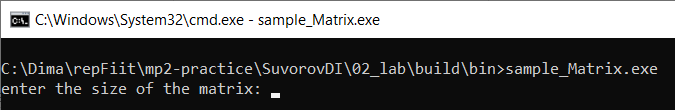 C:\Windows\System32\cmd.exe - sample_Matrix.exe
C:\Dima\repFiit\mp2-practice\SuvorovDI\02_lab\build\bin>sample_Matrix.exe
enter the size of the matrix: